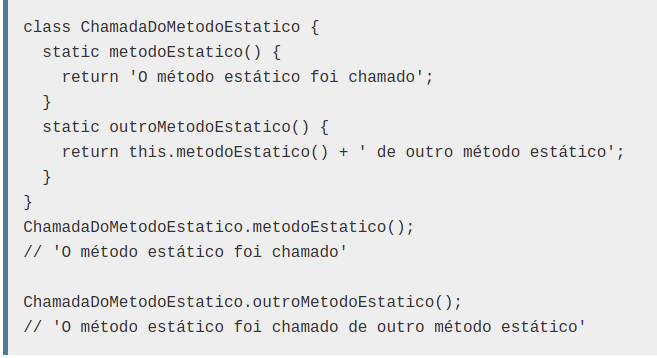 class ChamadaDoMetodoEstatico {
  static metodoEstatico() {
    return 'O método estático foi chamado';
  }
  static outroMetodoEstatico() {
    return this.metodoEstatico() + ' de outro método estático';
  }
}
ChamadaDoMetodoEstatico.metodoEstatico();
// 'O método estático foi chamado'

ChamadaDoMetodoEstatico.outroMetodoEstatico();
// 'O método estático foi chamado de outro método estático'